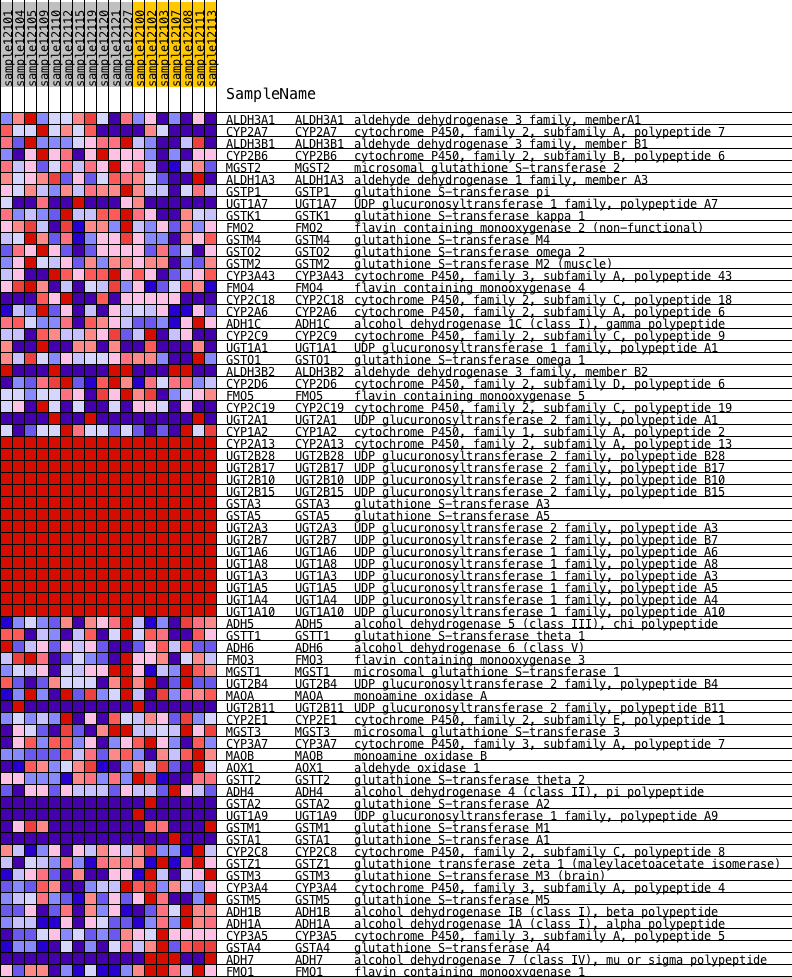 sample12101
sample12104
sample12105
sample12109
sample12110
sample12112
sample12115
sample12119
sample12120
sample12121
sample12127
sample12100
sample12102
sample12103
sample12107
sample12108
sample12111
sample12113
SampleName
ALDH3A1 ALDH3A1 aldehyde dehydrogenase 3 family, memberA1
CYP2A7 CYP2A7 cytochrome P450, family 2, subfamily A, polypeptide 7
ALDH3B1 ALDH3B1 aldehyde dehydrogenase 3 family, member B1
CYP2B6 CYP2B6 cytochrome P450, family 2, subfamily B, polypeptide 6
MGST2 MGST2 microsomal glutathione S-transferase 2
ALDH1A3 ALDH1A3 aldehyde dehydrogenase 1 family, member A3
GSTP1 GSTP1 glutathione S-transferase pi
UGT1A7 UGT1A7 UDP glucuronosyltransferase 1 family, polypeptide A7
GSTK1 GSTK1 glutathione S-transferase kappa 1
FMO2 FMO2 flavin containing monooxygenase 2 (non-functional)
GSTM4 GSTM4 glutathione S-transferase M4
GSTO2 GSTO2 glutathione S-transferase omega 2
GSTM2 GSTM2 glutathione S-transferase M2 (muscle)
CYP3A43 CYP3A43 cytochrome P450, family 3, subfamily A, polypeptide 43
FMO4 FMO4 flavin containing monooxygenase 4
CYP2C18 CYP2C18 cytochrome P450, family 2, subfamily C, polypeptide 18
CYP2A6 CYP2A6 cytochrome P450, family 2, subfamily A, polypeptide 6
ADH1C ADH1C alcohol dehydrogenase 1C (class I), gamma polypeptide
CYP2C9 CYP2C9 cytochrome P450, family 2, subfamily C, polypeptide 9
UGT1A1 UGT1A1 UDP glucuronosyltransferase 1 family, polypeptide A1
GSTO1 GSTO1 glutathione S-transferase omega 1
ALDH3B2 ALDH3B2 aldehyde dehydrogenase 3 family, member B2
CYP2D6 CYP2D6 cytochrome P450, family 2, subfamily D, polypeptide 6
FMO5 FMO5 flavin containing monooxygenase 5
CYP2C19 CYP2C19 cytochrome P450, family 2, subfamily C, polypeptide 19
UGT2A1 UGT2A1 UDP glucuronosyltransferase 2 family, polypeptide A1
CYP1A2 CYP1A2 cytochrome P450, family 1, subfamily A, polypeptide 2
CYP2A13 CYP2A13 cytochrome P450, family 2, subfamily A, polypeptide 13
UGT2B28 UGT2B28 UDP glucuronosyltransferase 2 family, polypeptide B28
UGT2B17 UGT2B17 UDP glucuronosyltransferase 2 family, polypeptide B17
UGT2B10 UGT2B10 UDP glucuronosyltransferase 2 family, polypeptide B10
UGT2B15 UGT2B15 UDP glucuronosyltransferase 2 family, polypeptide B15
GSTA3 GSTA3 glutathione S-transferase A3
GSTA5 GSTA5 glutathione S-transferase A5
UGT2A3 UGT2A3 UDP glucuronosyltransferase 2 family, polypeptide A3
UGT2B7 UGT2B7 UDP glucuronosyltransferase 2 family, polypeptide B7
UGT1A6 UGT1A6 UDP glucuronosyltransferase 1 family, polypeptide A6
UGT1A8 UGT1A8 UDP glucuronosyltransferase 1 family, polypeptide A8
UGT1A3 UGT1A3 UDP glucuronosyltransferase 1 family, polypeptide A3
UGT1A5 UGT1A5 UDP glucuronosyltransferase 1 family, polypeptide A5
UGT1A4 UGT1A4 UDP glucuronosyltransferase 1 family, polypeptide A4
UGT1A10 UGT1A10 UDP glucuronosyltransferase 1 family, polypeptide A10
ADH5 ADH5 alcohol dehydrogenase 5 (class III), chi polypeptide
GSTT1 GSTT1 glutathione S-transferase theta 1
ADH6 ADH6 alcohol dehydrogenase 6 (class V)
FMO3 FMO3 flavin containing monooxygenase 3
MGST1 MGST1 microsomal glutathione S-transferase 1
UGT2B4 UGT2B4 UDP glucuronosyltransferase 2 family, polypeptide B4
MAOA MAOA monoamine oxidase A
UGT2B11 UGT2B11 UDP glucuronosyltransferase 2 family, polypeptide B11
CYP2E1 CYP2E1 cytochrome P450, family 2, subfamily E, polypeptide 1
MGST3 MGST3 microsomal glutathione S-transferase 3
CYP3A7 CYP3A7 cytochrome P450, family 3, subfamily A, polypeptide 7
MAOB MAOB monoamine oxidase B
AOX1 AOX1 aldehyde oxidase 1
GSTT2 GSTT2 glutathione S-transferase theta 2
ADH4 ADH4 alcohol dehydrogenase 4 (class II), pi polypeptide
GSTA2 GSTA2 glutathione S-transferase A2
UGT1A9 UGT1A9 UDP glucuronosyltransferase 1 family, polypeptide A9
GSTM1 GSTM1 glutathione S-transferase M1
GSTA1 GSTA1 glutathione S-transferase A1
CYP2C8 CYP2C8 cytochrome P450, family 2, subfamily C, polypeptide 8
GSTZ1 GSTZ1 glutathione transferase zeta 1 (maleylacetoacetate isomerase)
GSTM3 GSTM3 glutathione S-transferase M3 (brain)
CYP3A4 CYP3A4 cytochrome P450, family 3, subfamily A, polypeptide 4
GSTM5 GSTM5 glutathione S-transferase M5
ADH1B ADH1B alcohol dehydrogenase IB (class I), beta polypeptide
ADH1A ADH1A alcohol dehydrogenase 1A (class I), alpha polypeptide
CYP3A5 CYP3A5 cytochrome P450, family 3, subfamily A, polypeptide 5
GSTA4 GSTA4 glutathione S-transferase A4
ADH7 ADH7 alcohol dehydrogenase 7 (class IV), mu or sigma polypeptide
FMO1 FMO1 flavin containing monooxygenase 1